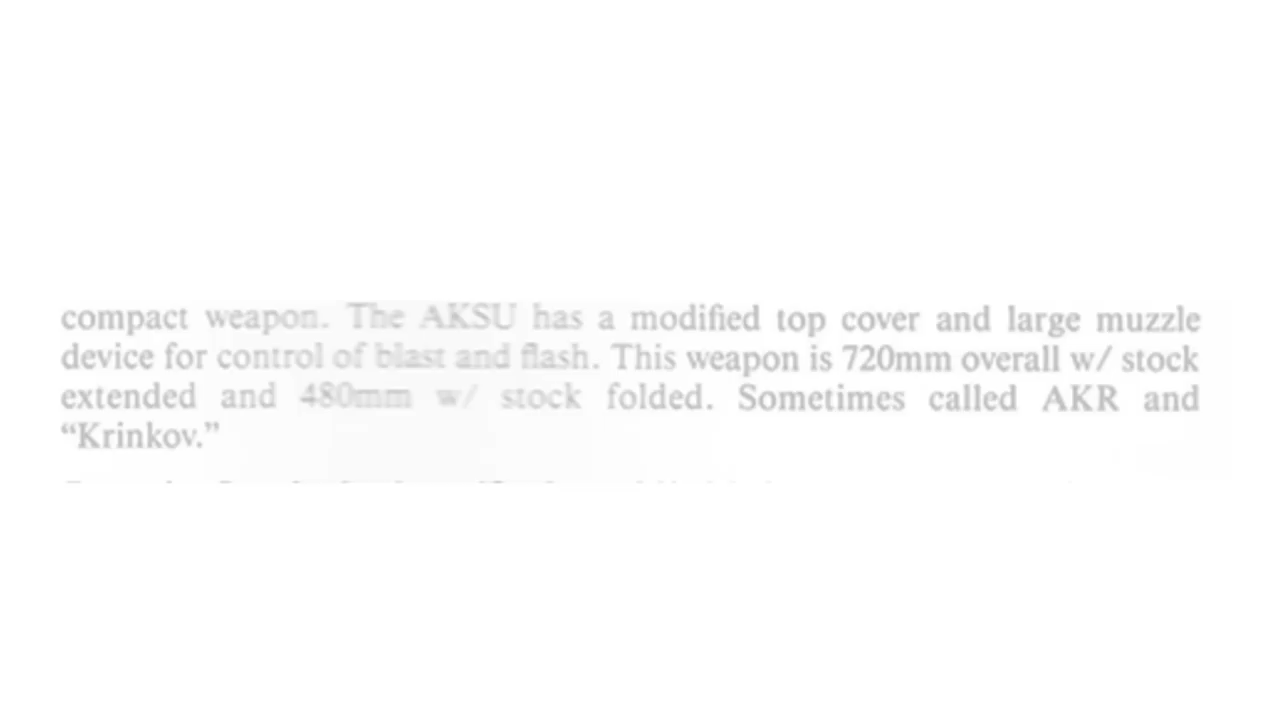 compact weapon. The AKSU has a modified top cover and large muzzle
device for control of blast and flash. This weapon is 720mm overall w/ stock
extended and 480mm w/ stock folded. Sometimes called AKR and
“Krinkov.”